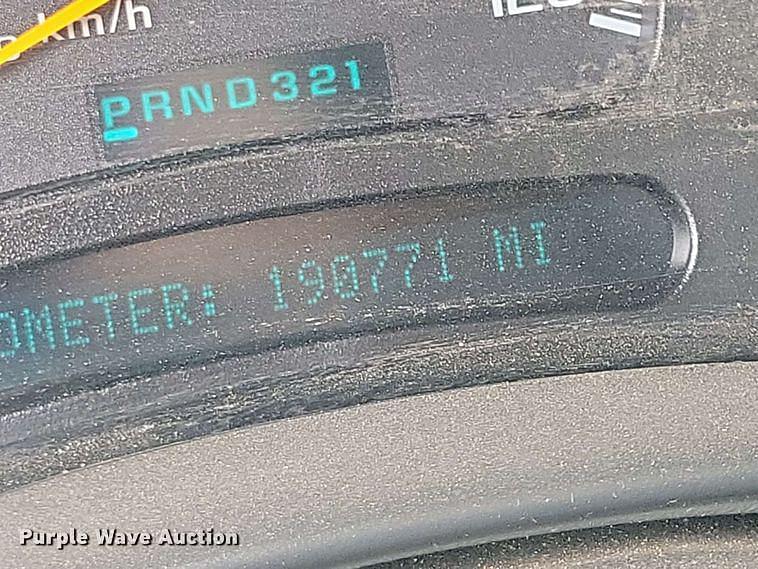 km/h
PRND321
OMETER: 190771 MI
Purple Wave Auction